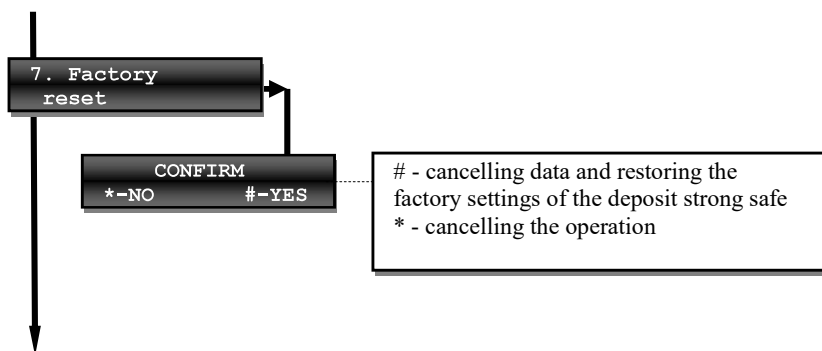 7. Factory
reset
CONFIRM
*-NO #-YES
# - cancelling data and restoring the
factory settings of the deposit strong safe
* - cancelling the operation